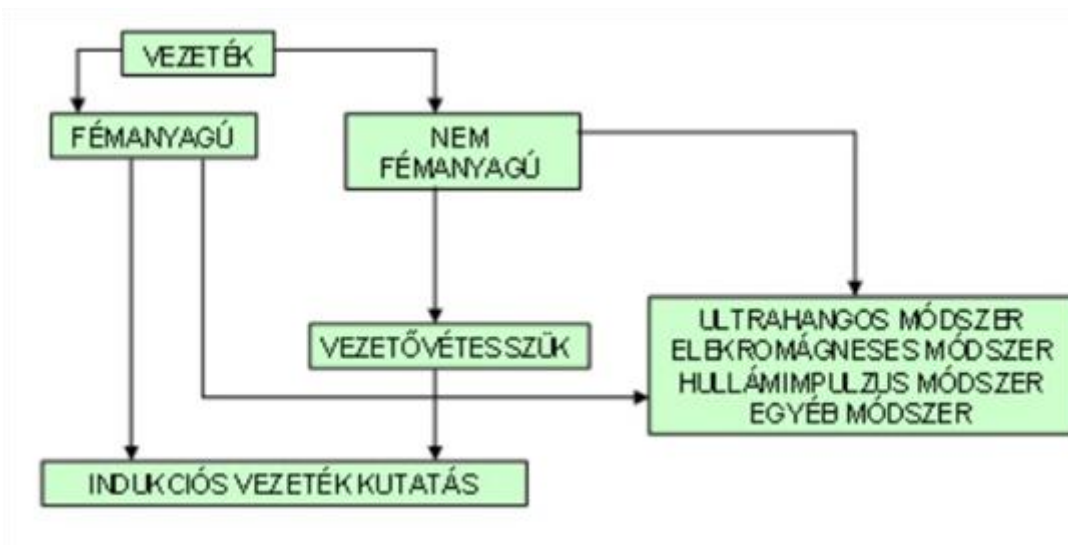 VEZETÉK
FÉMANYAGÚ
NEM
FÉMANYAGÚ
VEZETŐVÉTESSZÜK
ULTRAHANGOS MÓDSZER
ELEKROMÁGNESES MÓDSZER
HULLÁMIMPULZUS MÓDSZER
EGYÉB MÓDSZER
INDUKCIÓS VEZETÉK KUTATÁS